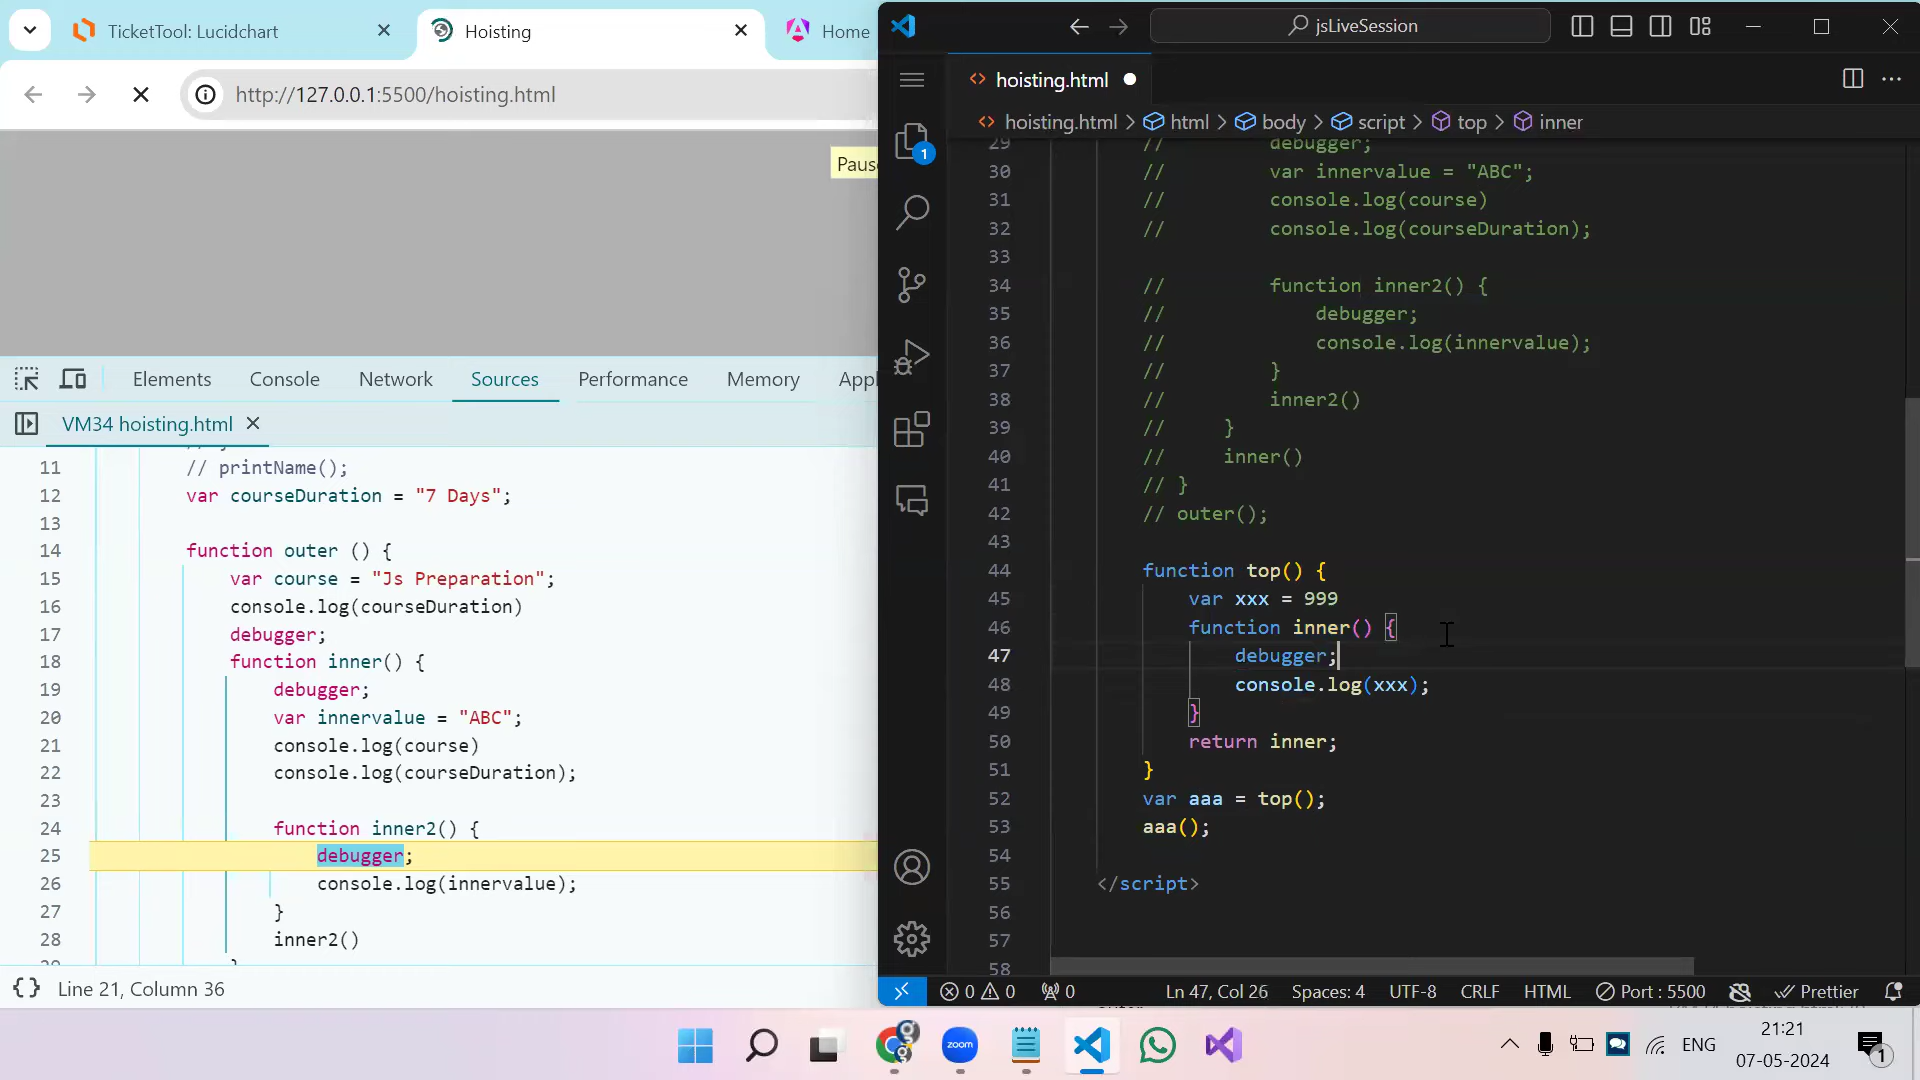 TicketTool: Lucidchart
Hoisting
Home
http://127.0.0.1:5500/hoisting.html
Paus
Elements
Console
Network
Sources
Performance
Memory
App
VM34 hoisting.html
11 // printName();
12 var courseDuration = "7 Days";
13
14 function outer () {
15 var course = "Js Preparation";
16 console.log(courseDuration)
17 debugger;
18 function inner() {
19 debugger;
20 var innervalue = "ABC";
21 console.log(course)
22 console.log(courseDuration);
23
24 function inner2() {
25 debugger;
26 console.log(innervalue);
27 }
28 inner2()
{} Line 21, Column 36
jsLiveSession
hoisting.html
<> hoisting.html > html > body > script > top > inner
1
29 // debugger;
30 // var innervalue = "ABC";
31 // console.log(course)
32 // console.log(courseDuration);
33
34 // function inner2() {
35 // debugger;
36 // console.log(innervalue);
37 // }
38 // inner2()
39 // }
40 // inner()
41 // }
42 // outer();
43
44 function top() {
45 var xxx = 999
46 function inner() {
47 debugger;
48 console.log(xxx);
49 }
50 return inner;
51 }
52 var aaa = top();
53 aaa();
54
55 </script>
56
57
58
0 0 0 Ln 47, Col 26 Spaces: 4 UTF-8 CRLF HTML Port : 5500 Prettier
zoom
ENG
21:21
07-05-2024
1